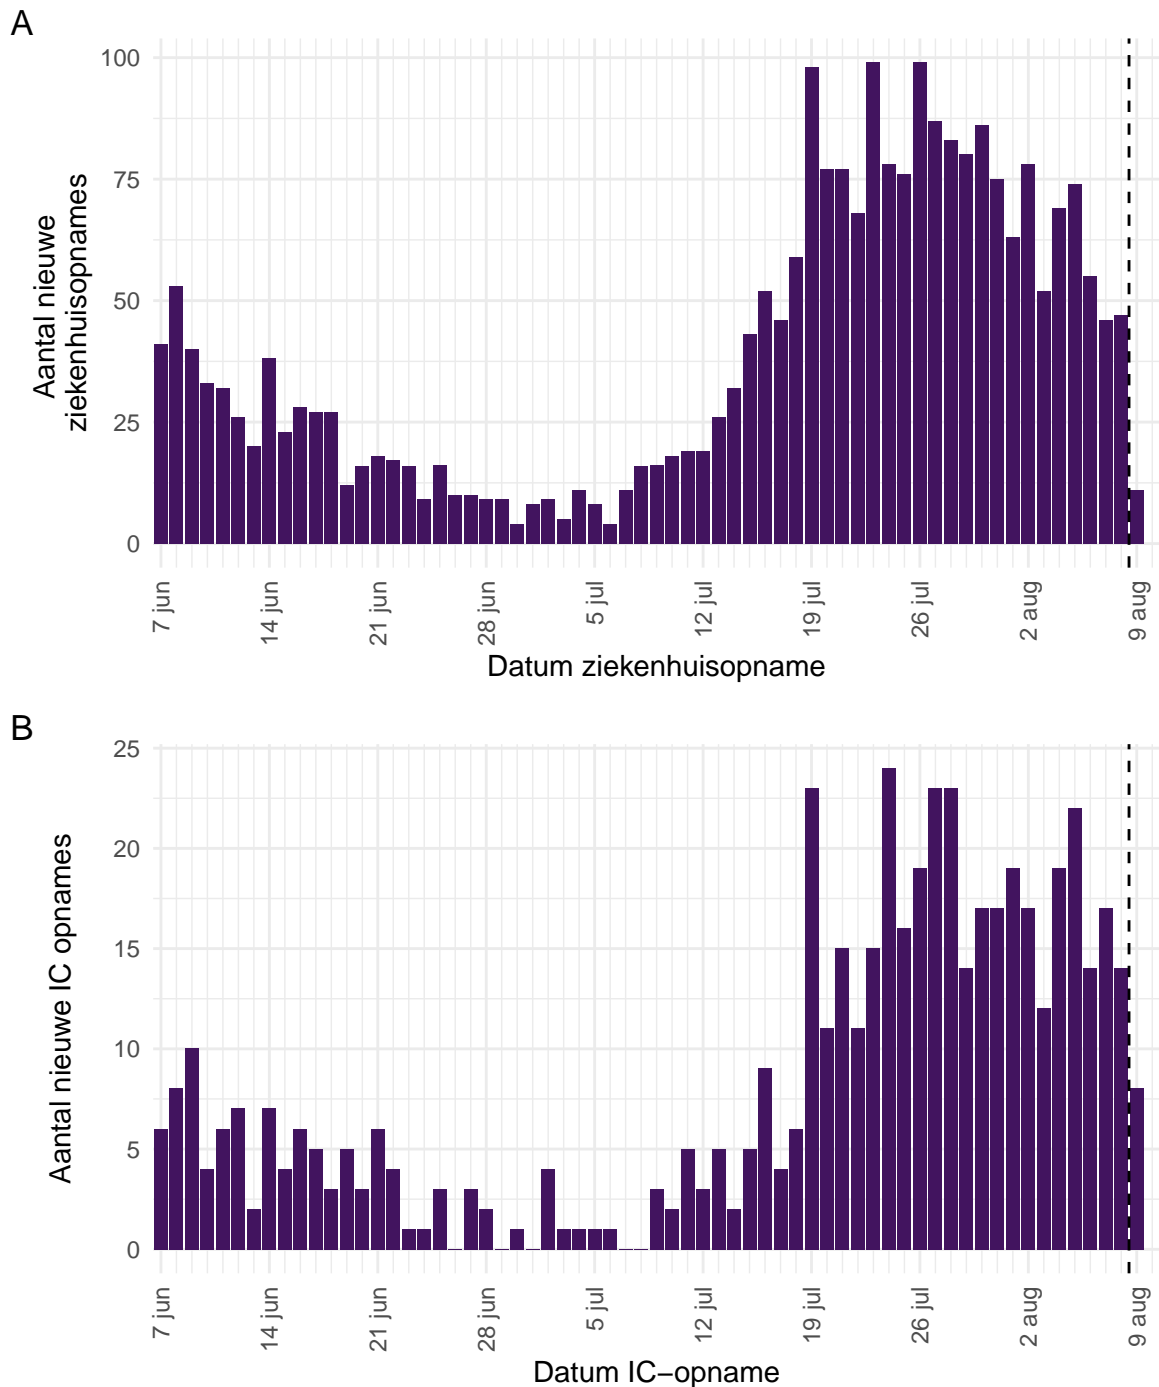 A
100
75
50
25
0
Aantal nieuwe
ziekenhuisopnames
7 jun
14 jun
21 jun
28 jun
5 jul
12 jul
19 jul
26 jul
2 aug
9 aug
Datum ziekenhuisopname
B
25
20
15
10
5
0
Aantal nieuwe IC opnames
7 jun
14 jun
21 jun
28 jun
5 jul
12 jul
19 jul
26 jul
2 aug
9 aug
Datum IC−opname